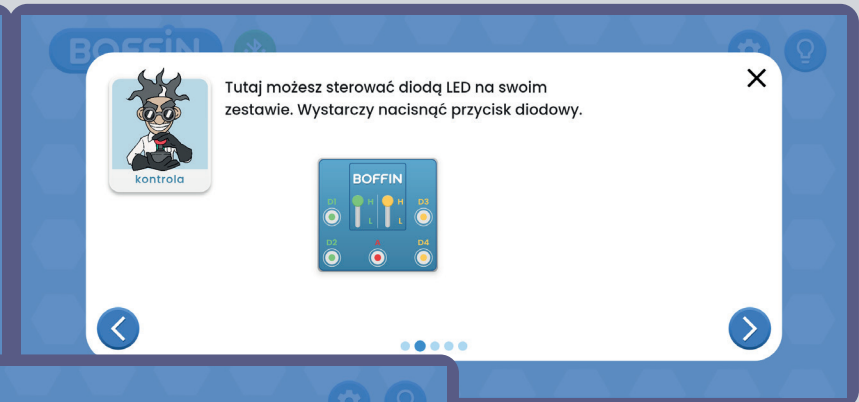 BOFFIN
Tutaj możesz sterować diodą LED na swoim
zestawie. Wystarczy nacisnąć przycisk diodowy.
kontrola
BOFFIN
D1 H H D3
L L
D2 D4